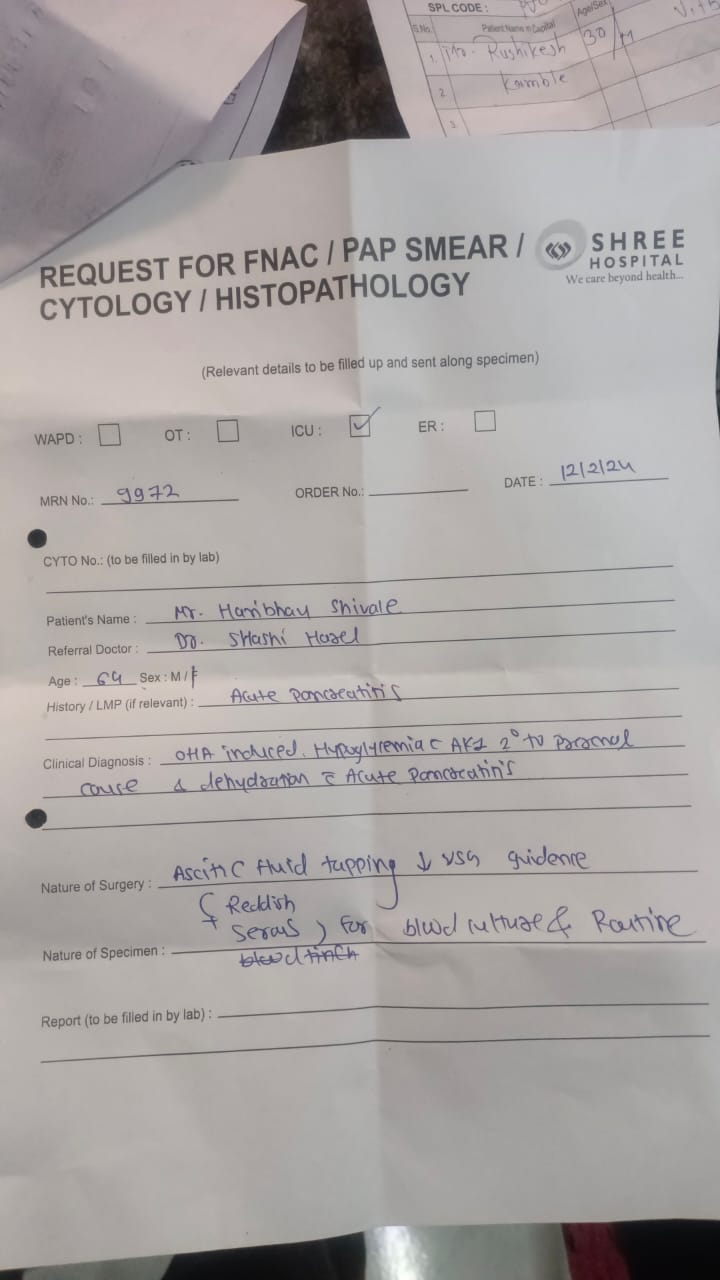 SPL CODE :
S.No. Patient Name in Capital Age/Sex
1. Mr. Rushikesh 30/M
2. Kamble
3.
REQUEST FOR FNAC / PAP SMEAR /
CYTOLOGY / HISTOPATHOLOGY
SHREE
HOSPITAL
We care beyond health...
(Relevant details to be filled up and sent along specimen)
WAPD : OT : ICU : ✓ ER :
MRN No.: 9972 ORDER No.: DATE : 12/2/24
CYTO No.: (to be filled in by lab)
Patient's Name : Mr. Haribhau Shivale
Referral Doctor : Dr. Shashi
Age : 64 Sex : M / F
History / LMP (if relevant) : Acute pancreatitis
Clinical Diagnosis : OHA induced. Hypoglycemia c AKI 2° to
cause & dehydration c Acute pancreatitis
Nature of Surgery : Ascitic fluid tapping ↓ USG guidence
Reddish
Nature of Specimen : Serous ) for blood culture & Routine
blood tinch
Report (to be filled in by lab) :